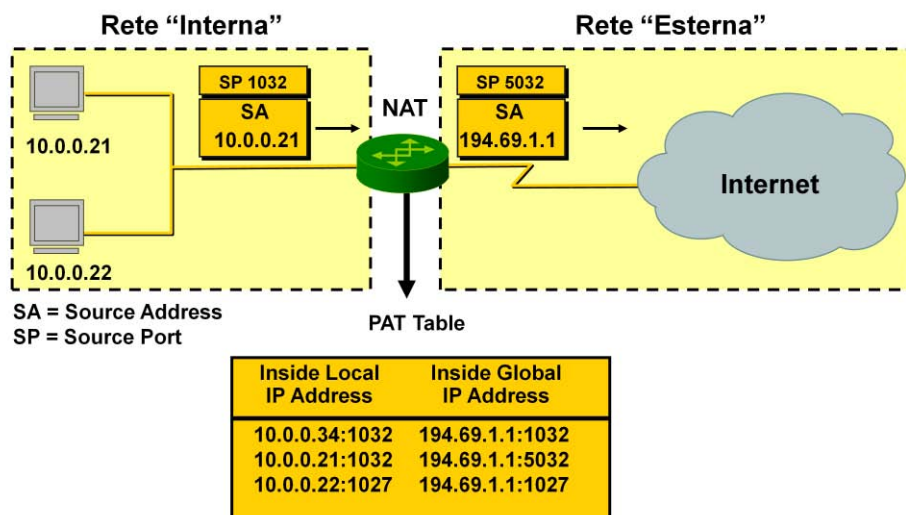 Rete “Interna”
Rete “Esterna”
SP 1032
SA
10.0.0.21
NAT
SP 5032
SA
194.69.1.1
10.0.0.21
10.0.0.22
Internet
SA = Source Address
SP = Source Port
PAT Table
Inside Local IP Address
Inside Global IP Address
10.0.0.34:1032 194.69.1.1:1032
10.0.0.21:1032 194.69.1.1:5032
10.0.0.22:1027 194.69.1.1:1027